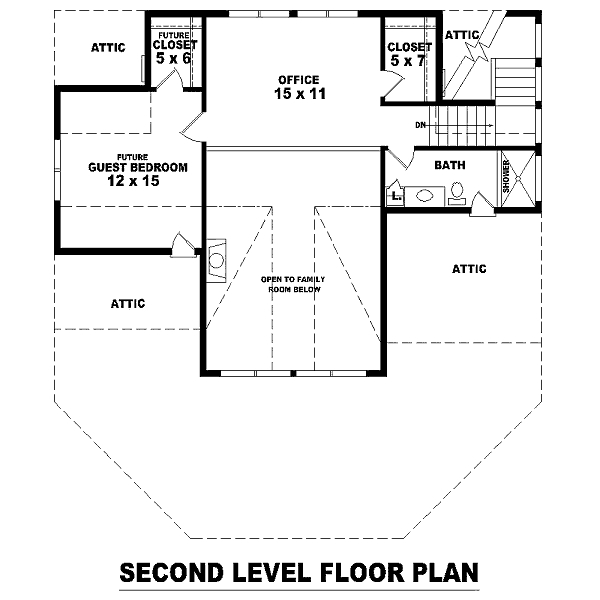 ATTIC
FUTURE
CLOSET
5 x 6
OFFICE
15 x 11
CLOSET
5 x 7
ATTIC
DN
FUTURE
GUEST BEDROOM
12 x 15
BATH
SHOWER
L.
ATTIC
OPEN TO FAMILY
ROOM BELOW
ATTIC
SECOND LEVEL FLOOR PLAN